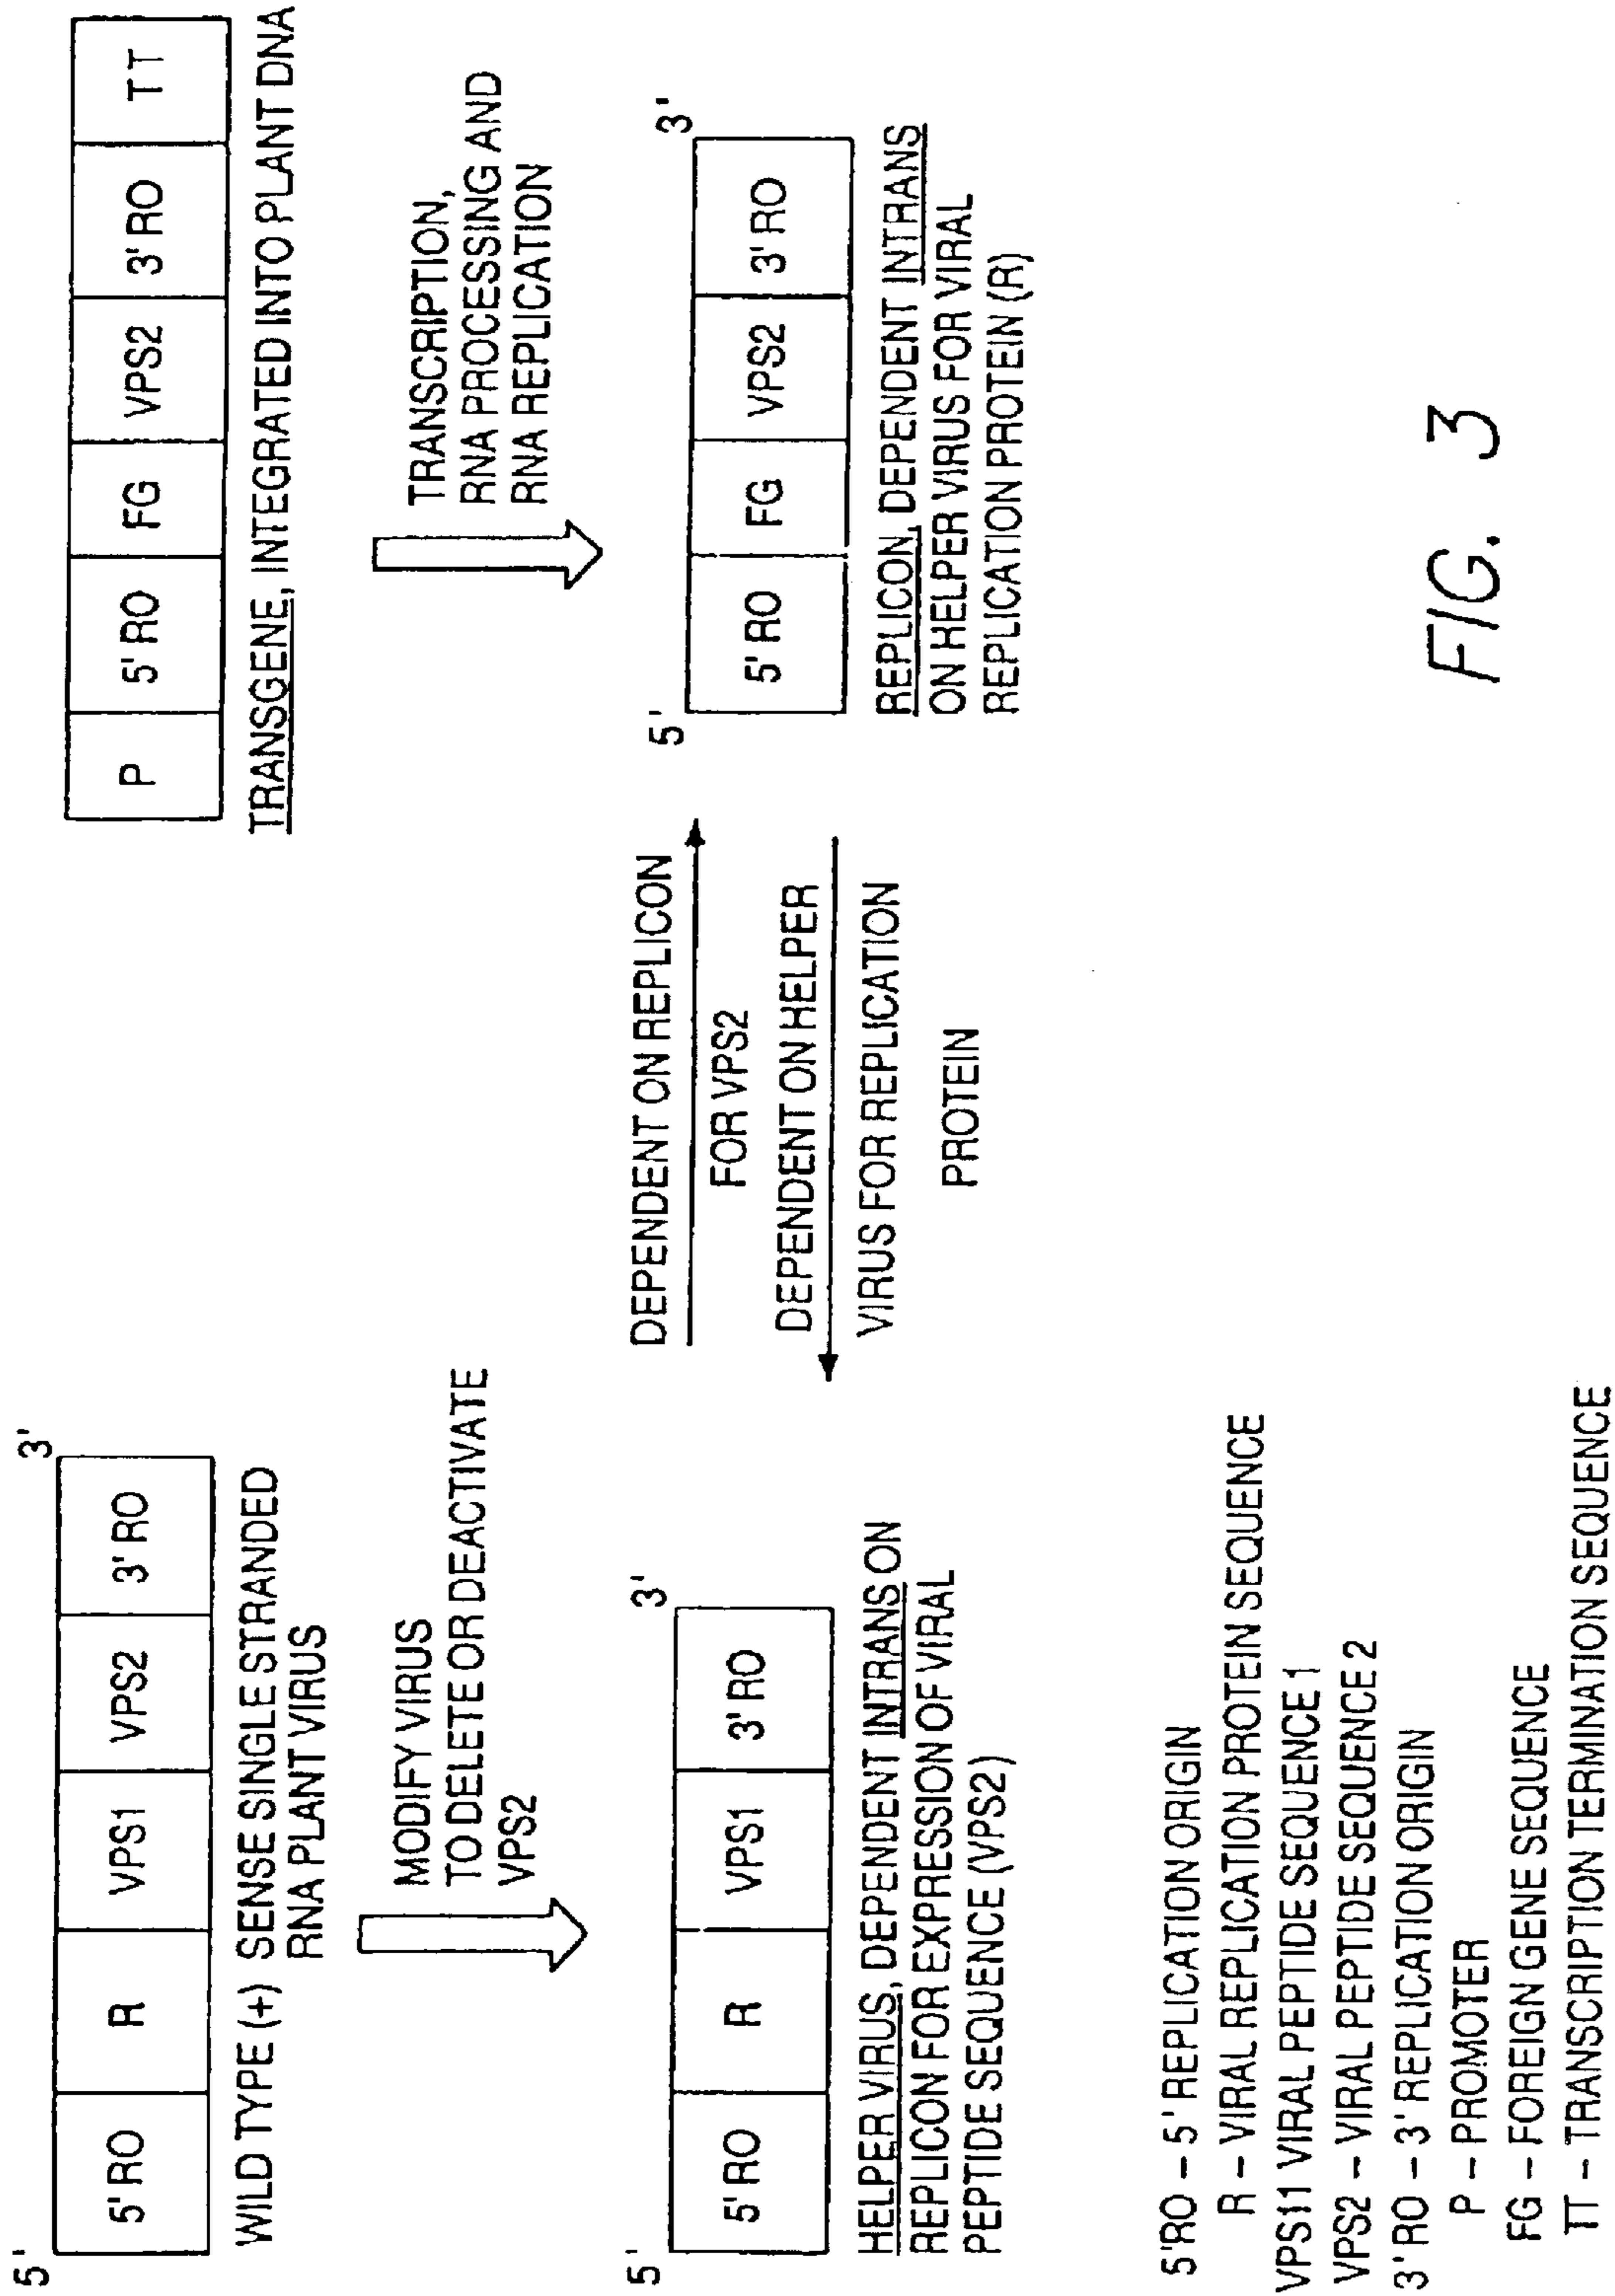 5' 3'
5' RO R VPS1 VPS2 3' RO
WILD TYPE (+) SENSE SINGLE STRANDED
RNA PLANT VIRUS
MODIFY VIRUS
TO DELETE OR DEACTIVATE
VPS2
5' 3'
5' RO R VPS1 3' RO
HELPER VIRUS, DEPENDENT INTRANS ON
REPLICON FOR EXPRESSION OF VIRAL
PEPTIDE SEQUENCE (VPS2)
P 5' RO FG VPS2 3' RO TT
TRANSGENE, INTEGRATED INTO PLANT DNA
TRANSCRIPTION,
RNA PROCESSING AND
RNA REPLICATION
5' 3'
5' RO FG VPS2 3' RO
REPLICON, DEPENDENT INTRANS
ON HELPER VIRUS FOR VIRAL
REPLICATION PROTEIN (R)
DEPENDENT ON REPLICON
FOR VPS2
DEPENDENT ON HELPER
VIRUS FOR REPLICATION
PROTEIN
5'RO – 5' REPLICATION ORIGIN
R – VIRAL REPLICATION PROTEIN SEQUENCE
VPS11 VIRAL PEPTIDE SEQUENCE 1
VPS2 – VIRAL PEPTIDE SEQUENCE 2
3' RO – 3' REPLICATION ORIGIN
P – PROMOTER
FG – FOREIGN GENE SEQUENCE
TT – TRANSCRIPTION TERMINATION SEQUENCE
FIG. 3